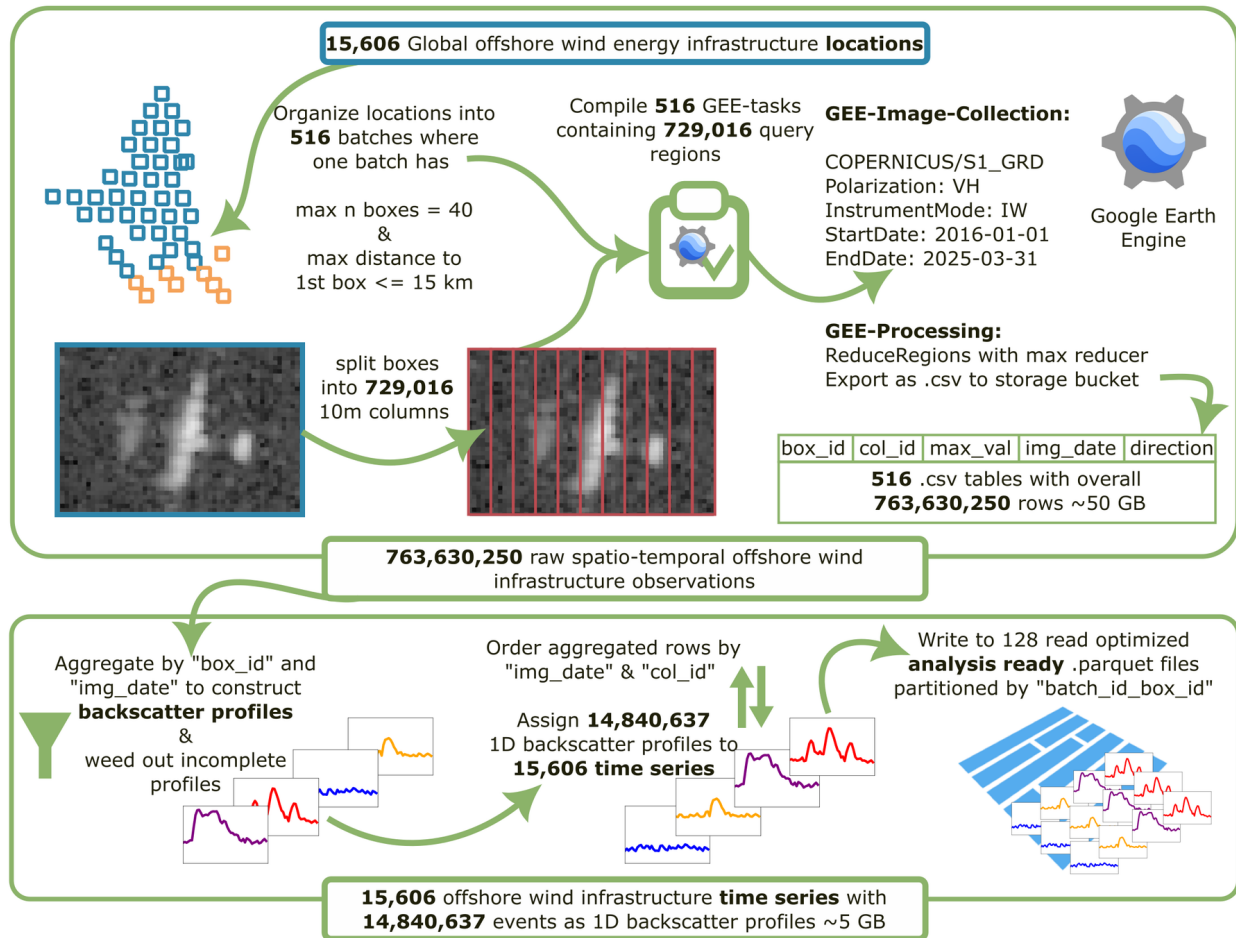 15,606 Global offshore wind energy infrastructure locations
Organize locations into
516 batches where
one batch has
max n boxes = 40
&
max distance to
1st box <= 15 km
Compile 516 GEE-tasks
containing 729,016 query
regions
GEE-Image-Collection:
COPERNICUS/S1_GRD
Polarization: VH
InstrumentMode: IW
StartDate: 2016-01-01
EndDate: 2025-03-31
Google Earth
Engine
split boxes
into 729,016
10m columns
GEE-Processing:
ReduceRegions with max reducer
Export as .csv to storage bucket
box_id col_id max_val img_date direction
516 .csv tables with overall
763,630,250 rows ~50 GB
763,630,250 raw spatio-temporal offshore wind
infrastructure observations
Aggregate by "box_id" and
"img_date" to construct
backscatter profiles
&
weed out incomplete
profiles
Order aggregated rows by
"img_date" & "col_id"
Assign 14,840,637
1D backscatter profiles to
15,606 time series
Write to 128 read optimized
analysis ready .parquet files
partitioned by "batch_id_box_id"
15,606 offshore wind infrastructure time series with
14,840,637 events as 1D backscatter profiles ~5 GB